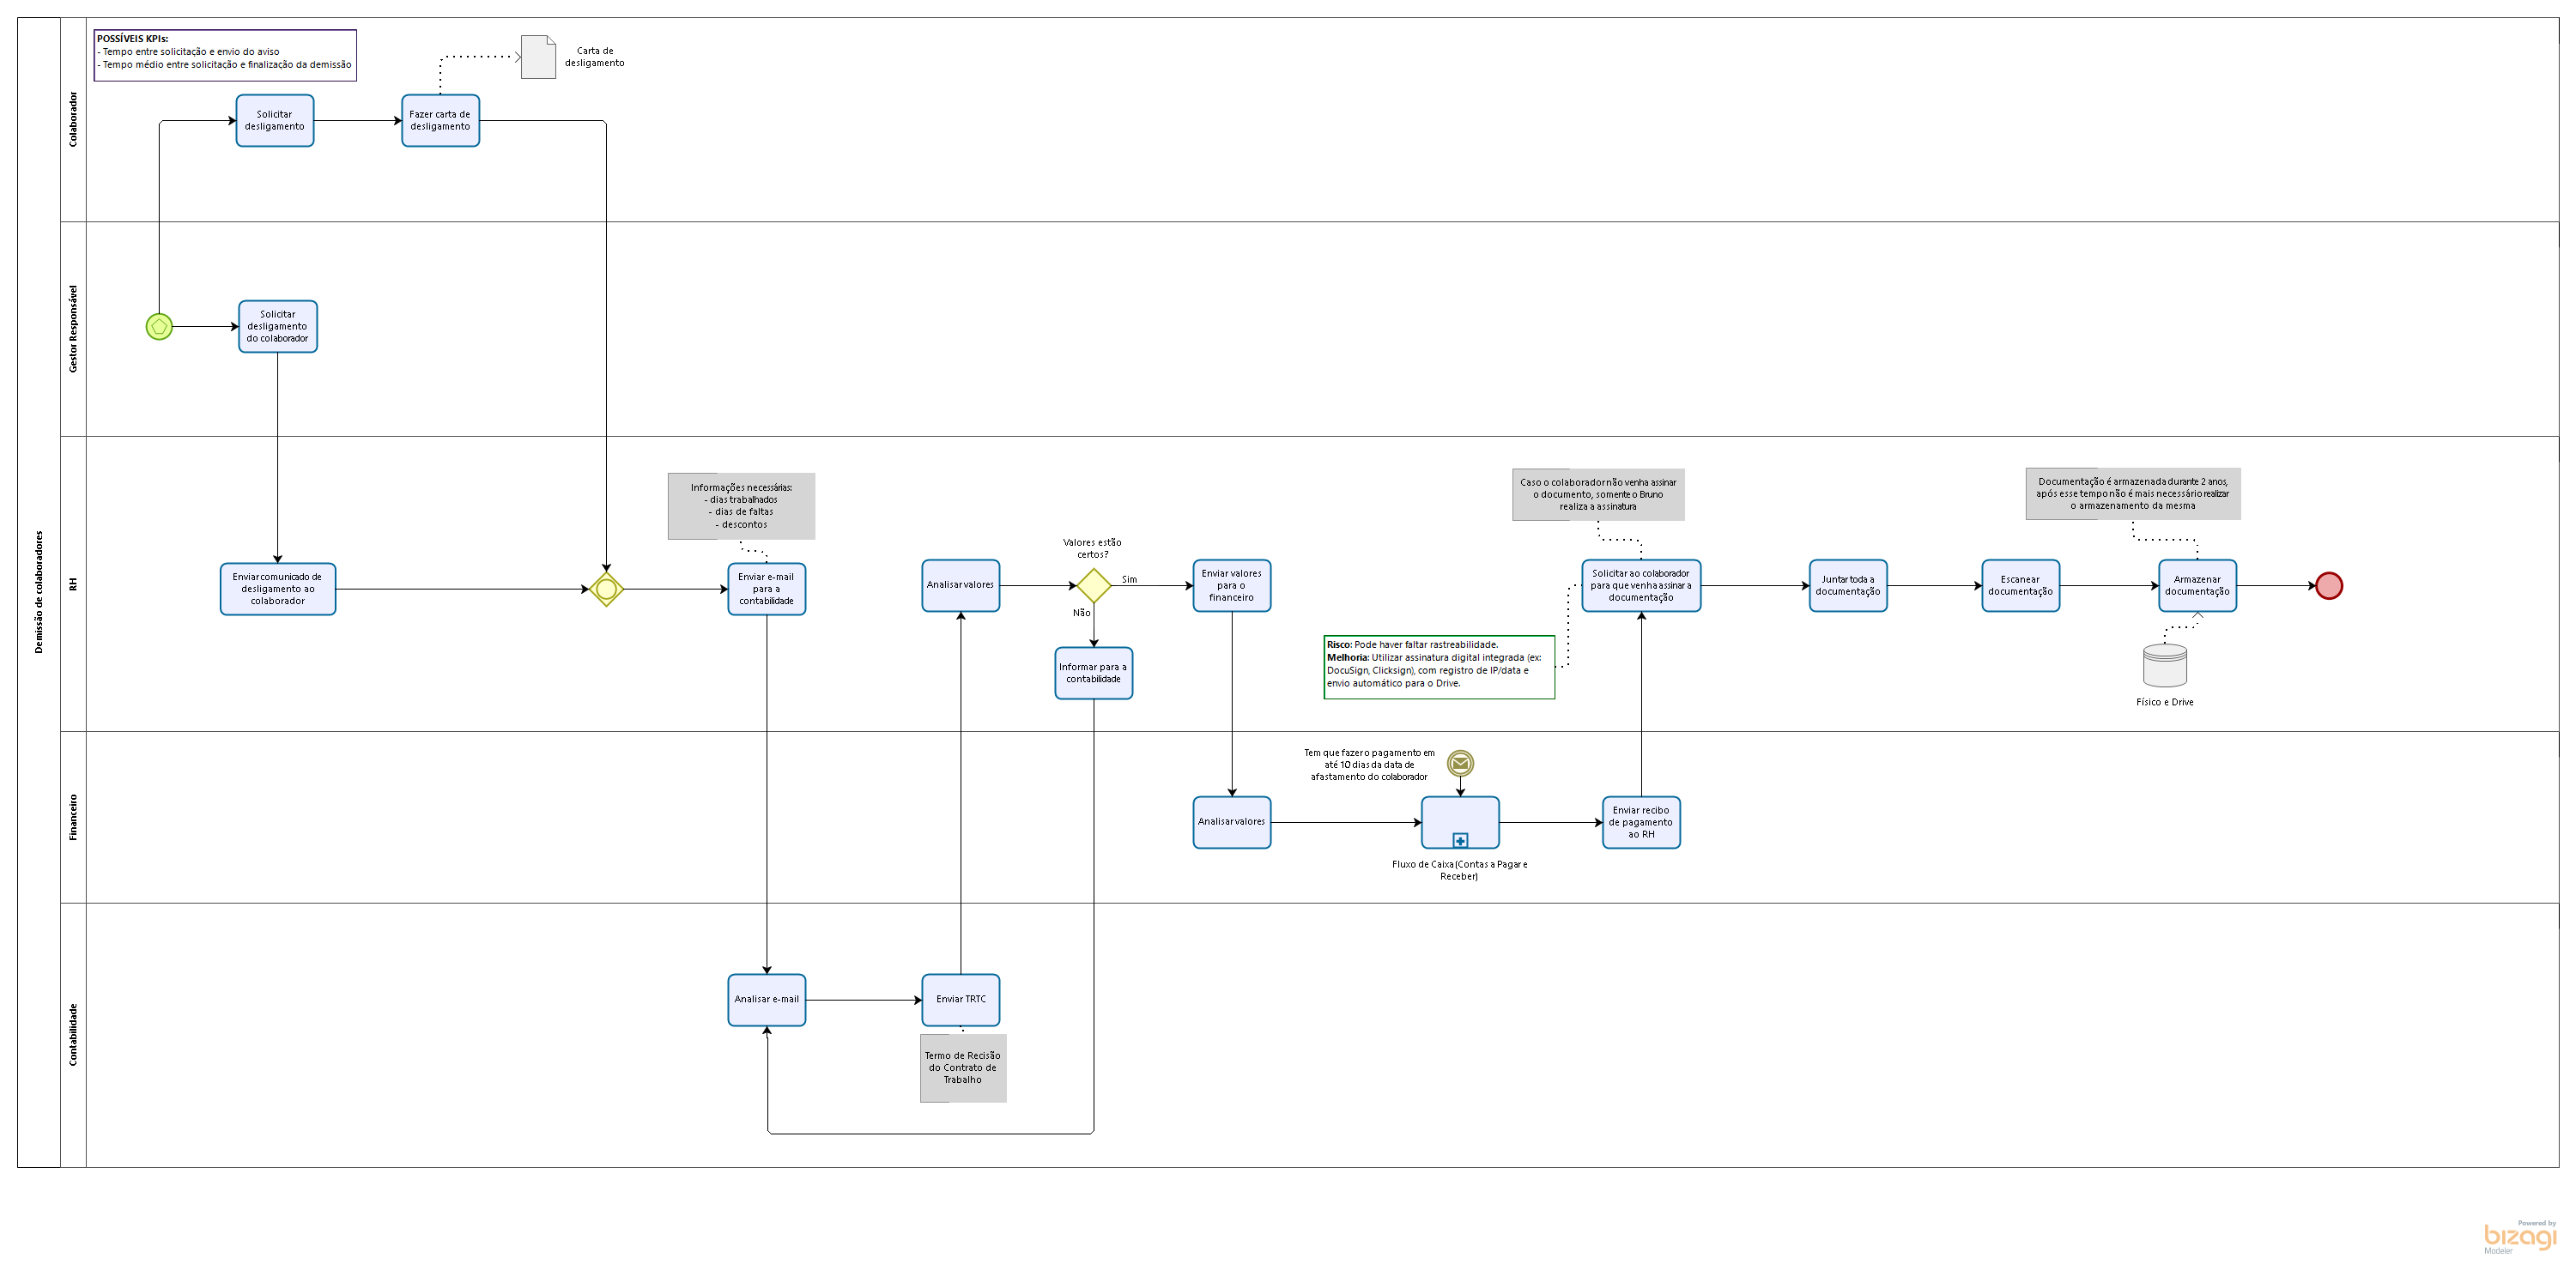 Demissão de colaboradores
Colaborador
POSSÍVEIS KPIs:
- Tempo entre solicitação e envio do aviso
- Tempo médio entre solicitação e finalização da demissão
Carta de
desligamento
Solicitar
desligamento
Fazer carta de
desligamento
Gestor Responsável
Solicitar
desligamento
do colaborador
RH
Informações necessárias:
- dias trabalhados
- dias de faltas
- descontos
Caso o colaborador não venha assinar
o documento, somente o Bruno
realiza a assinatura
Documentação é armazenada durante 2 anos,
após esse tempo não é mais necessário realizar
o armazenamento da mesma
Enviar comunicado de
desligamento ao
colaborador
Enviar e-mail
para a
contabilidade
Analisar valores
Valores estão
certos?
Sim
Não
Enviar valores
para o
financeiro
Solicitar ao colaborador
para que venha assinar a
documentação
Juntar toda a
documentação
Escanear
documentação
Armazenar
documentação
Informar para a
contabilidade
Risco: Pode haver faltar rastreabilidade.
Melhoria: Utilizar assinatura digital integrada (ex:
DocuSign, Clicksign), com registro de IP/data e
envio automático para o Drive.
Físico e Drive
Financeiro
Tem que fazer o pagamento em
até 10 dias da data de
afastamento do colaborador
Analisar valores
Fluxo de Caixa (Contas a Pagar e
Receber)
Enviar recibo
de pagamento
ao RH
Contabilidade
Analisar e-mail
Enviar TRTC
Termo de Recisão
do Contrato de
Trabalho
Powered by
bizagi
Modeler